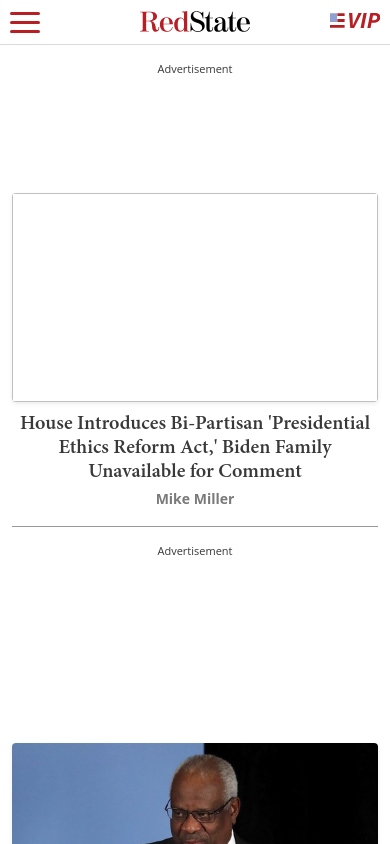 RedState
VIP
Advertisement
House Introduces Bi-Partisan 'Presidential
Ethics Reform Act,' Biden Family
Unavailable for Comment
Mike Miller
Advertisement